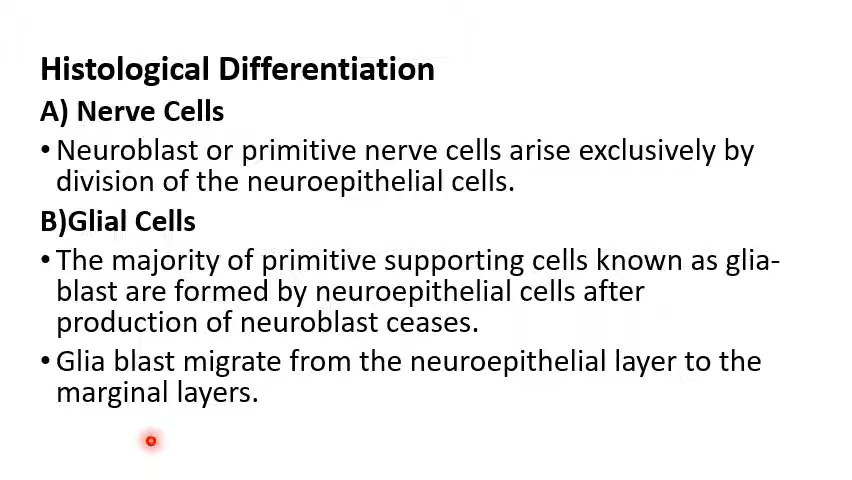 Histological Differentiation
A) Nerve Cells
• Neuroblast or primitive nerve cells arise exclusively by
division of the neuroepithelial cells.
B)Glial Cells
• The majority of primitive supporting cells known as glia-
blast are formed by neuroepithelial cells after
production of neuroblast ceases.
• Glia blast migrate from the neuroepithelial layer to the
marginal layers.